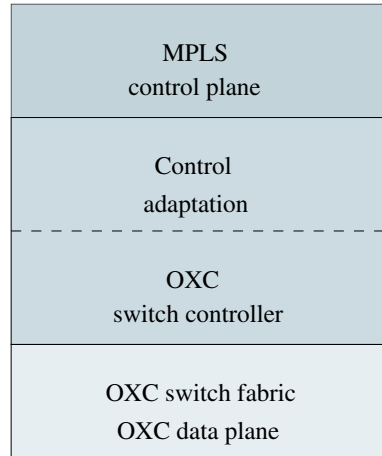 MPLS
control plane
Control
adaptation
OXC
switch controller
OXC switch fabric
OXC data plane